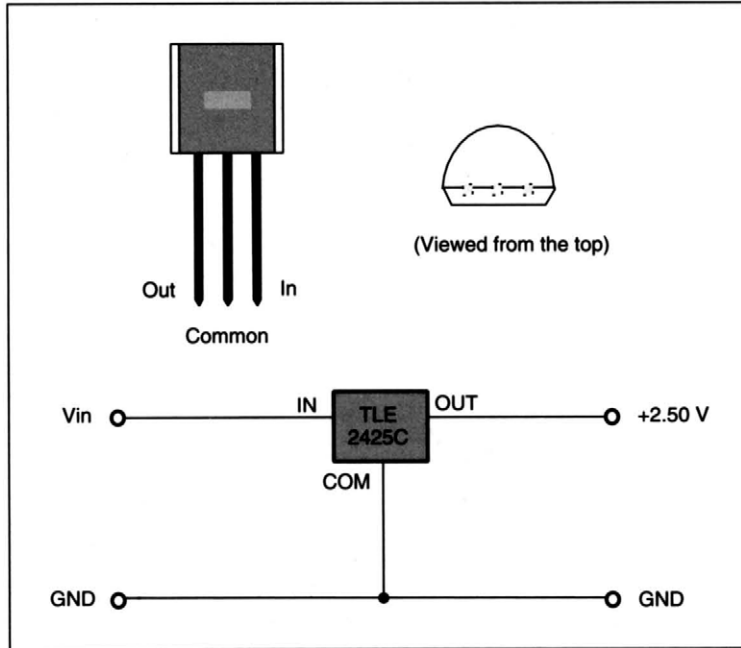 (Viewed from the top)
Out
In
Common
Vin
IN
TLE
2425C
OUT
+2.50 V
COM
GND
GND